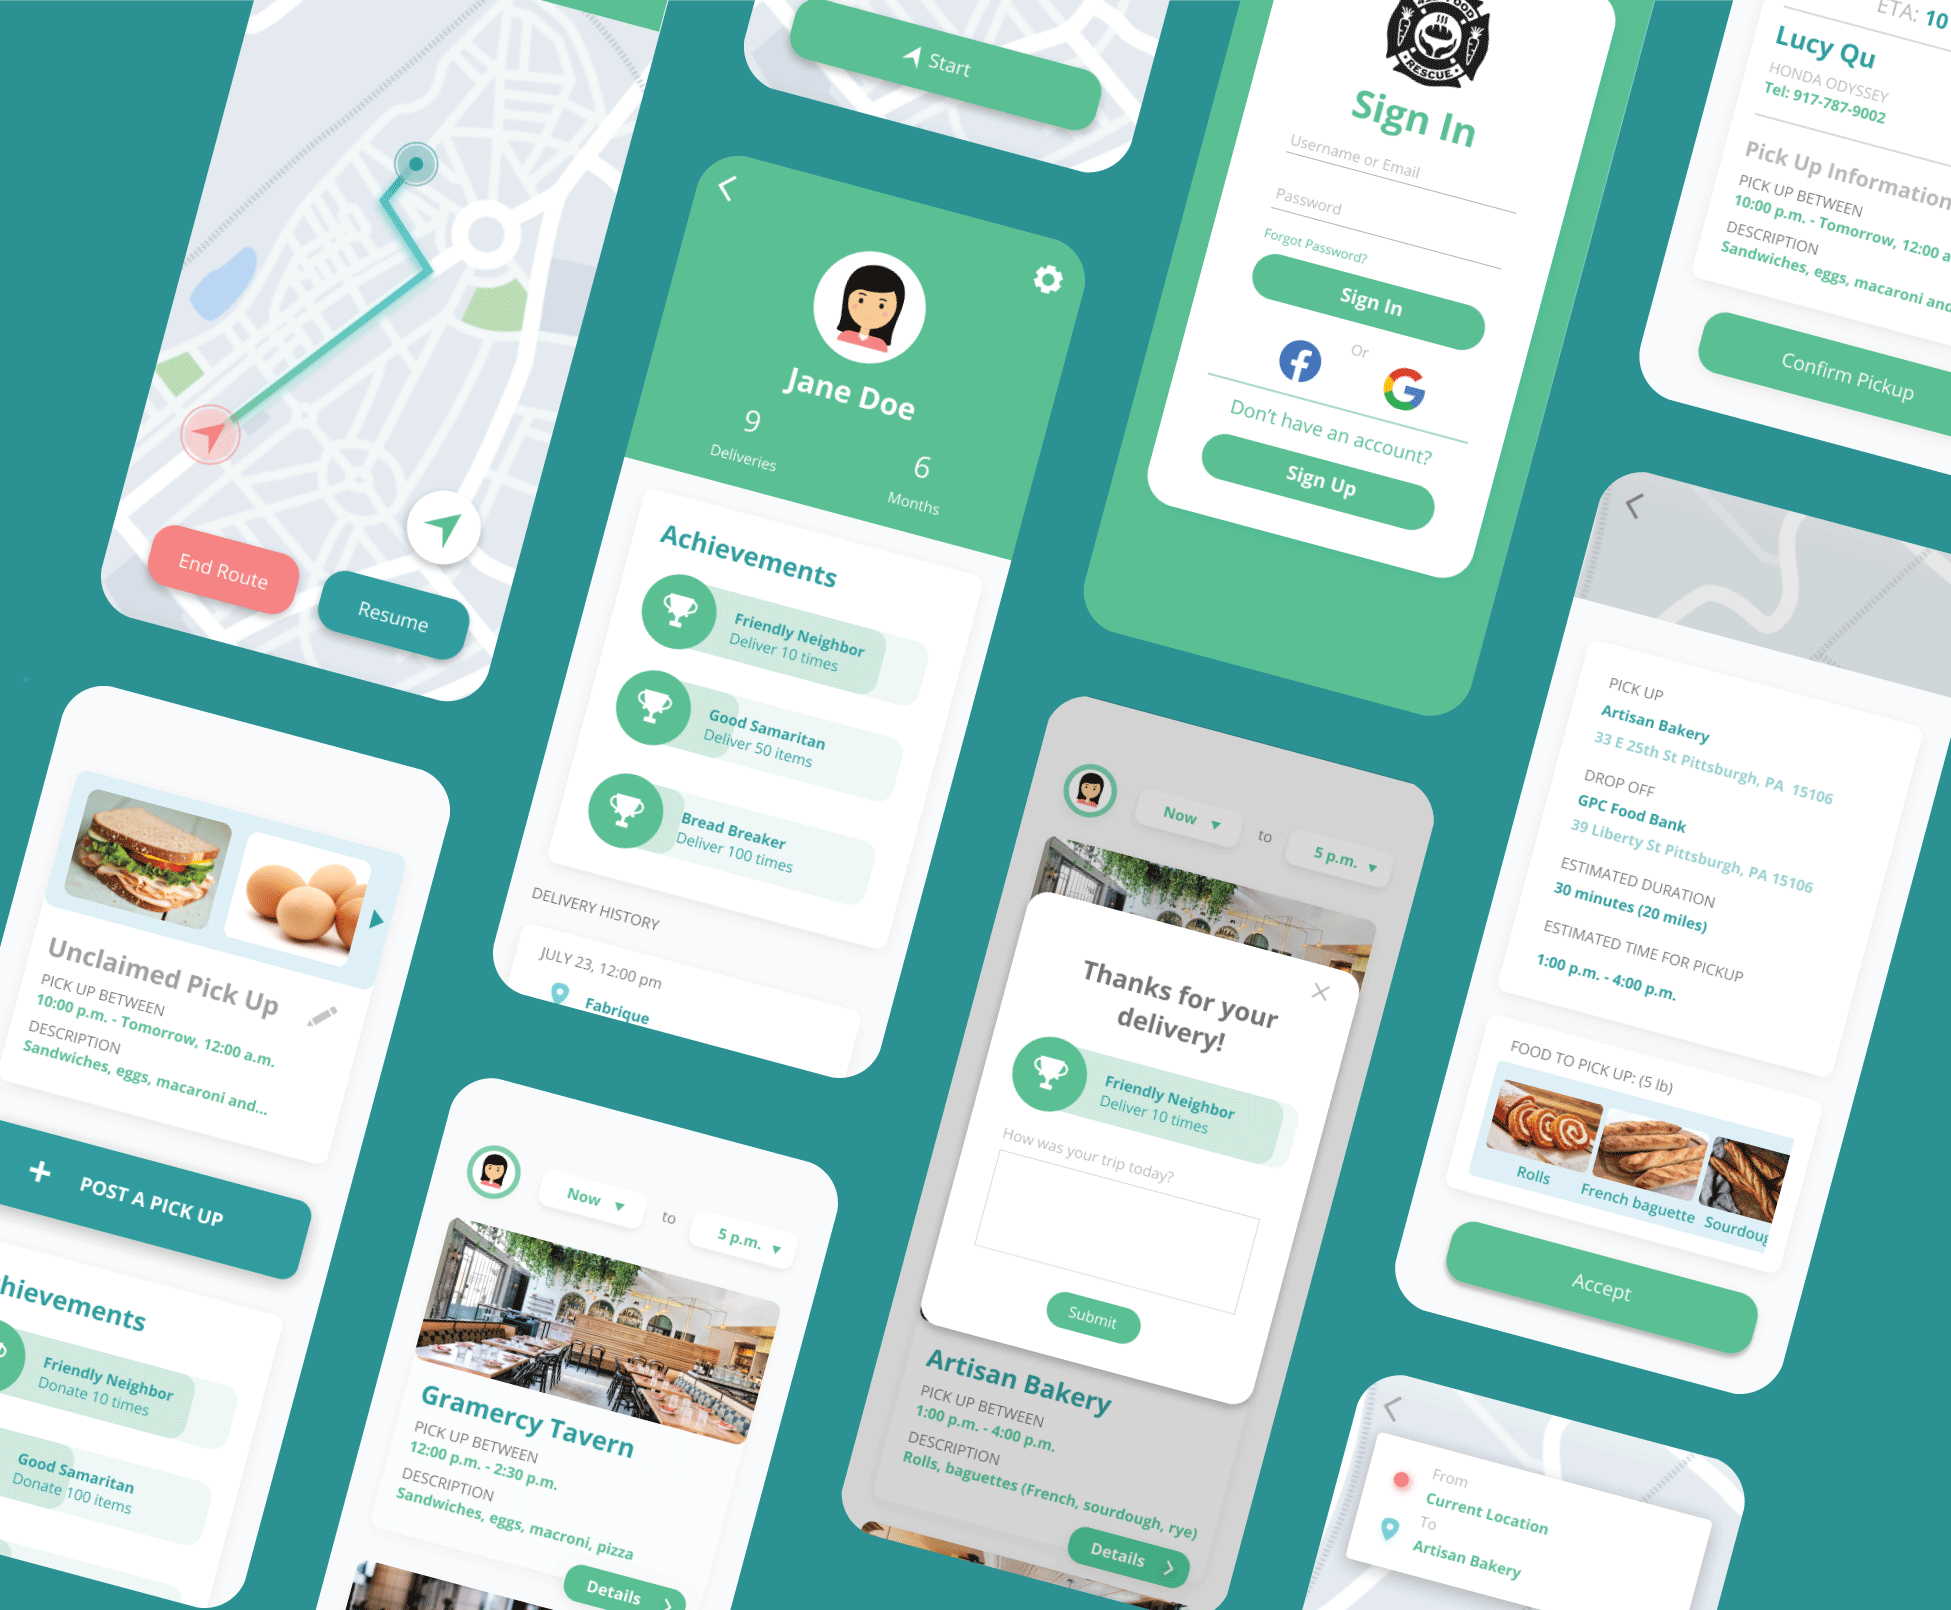 End Route
Resume
Start
Jane Doe
9
Deliveries
6
Months
Achievements
Friendly Neighbor
Deliver 10 times
Good Samaritan
Deliver 50 items
Bread Breaker
Deliver 100 times
DELIVERY HISTORY
JULY 23, 12:00 pm
Fabrique
FOOD
RESCUE
Sign In
Username or Email
Password
Forgot Password?
Sign In
Or
Don't have an account?
Sign Up
ETA: 10
Lucy Qu
HONDA ODYSSEY
Tel: 917-787-9002
Pick Up Information
PICK UP BETWEEN
10:00 p.m. - Tomorrow, 12:00 a
DESCRIPTION
Sandwiches, eggs, macaroni and
Confirm Pickup
Unclaimed Pick Up
PICK UP BETWEEN
10:00 p.m. - Tomorrow, 12:00 a.m.
DESCRIPTION
Sandwiches, eggs, macaroni and...
+ POST A PICK UP
hievements
Friendly Neighbor
Donate 10 times
Good Samaritan
Donate 100 items
Now
to
5 p.m.
Gramercy Tavern
PICK UP BETWEEN
12:00 p.m. - 2:30 p.m.
DESCRIPTION
Sandwiches, eggs, macroni, pizza
Details
Now
to
5 p.m.
Thanks for your
delivery!
Friendly Neighbor
Deliver 10 times
How was your trip today?
Submit
Artisan Bakery
PICK UP BETWEEN
1:00 p.m. - 4:00 p.m.
DESCRIPTION
Rolls, baguettes (French, sourdough, rye)
Details
PICK UP
Artisan Bakery
33 E 25th St Pittsburgh, PA 15106
DROP OFF
GPC Food Bank
39 Liberty St Pittsburgh, PA 15106
ESTIMATED DURATION
30 minutes (20 miles)
ESTIMATED TIME FOR PICKUP
1:00 p.m. - 4:00 p.m.
FOOD TO PICK UP: (5 lb)
Rolls
French baguette
Sourdoug
Accept
From
Current Location
To
Artisan Bakery